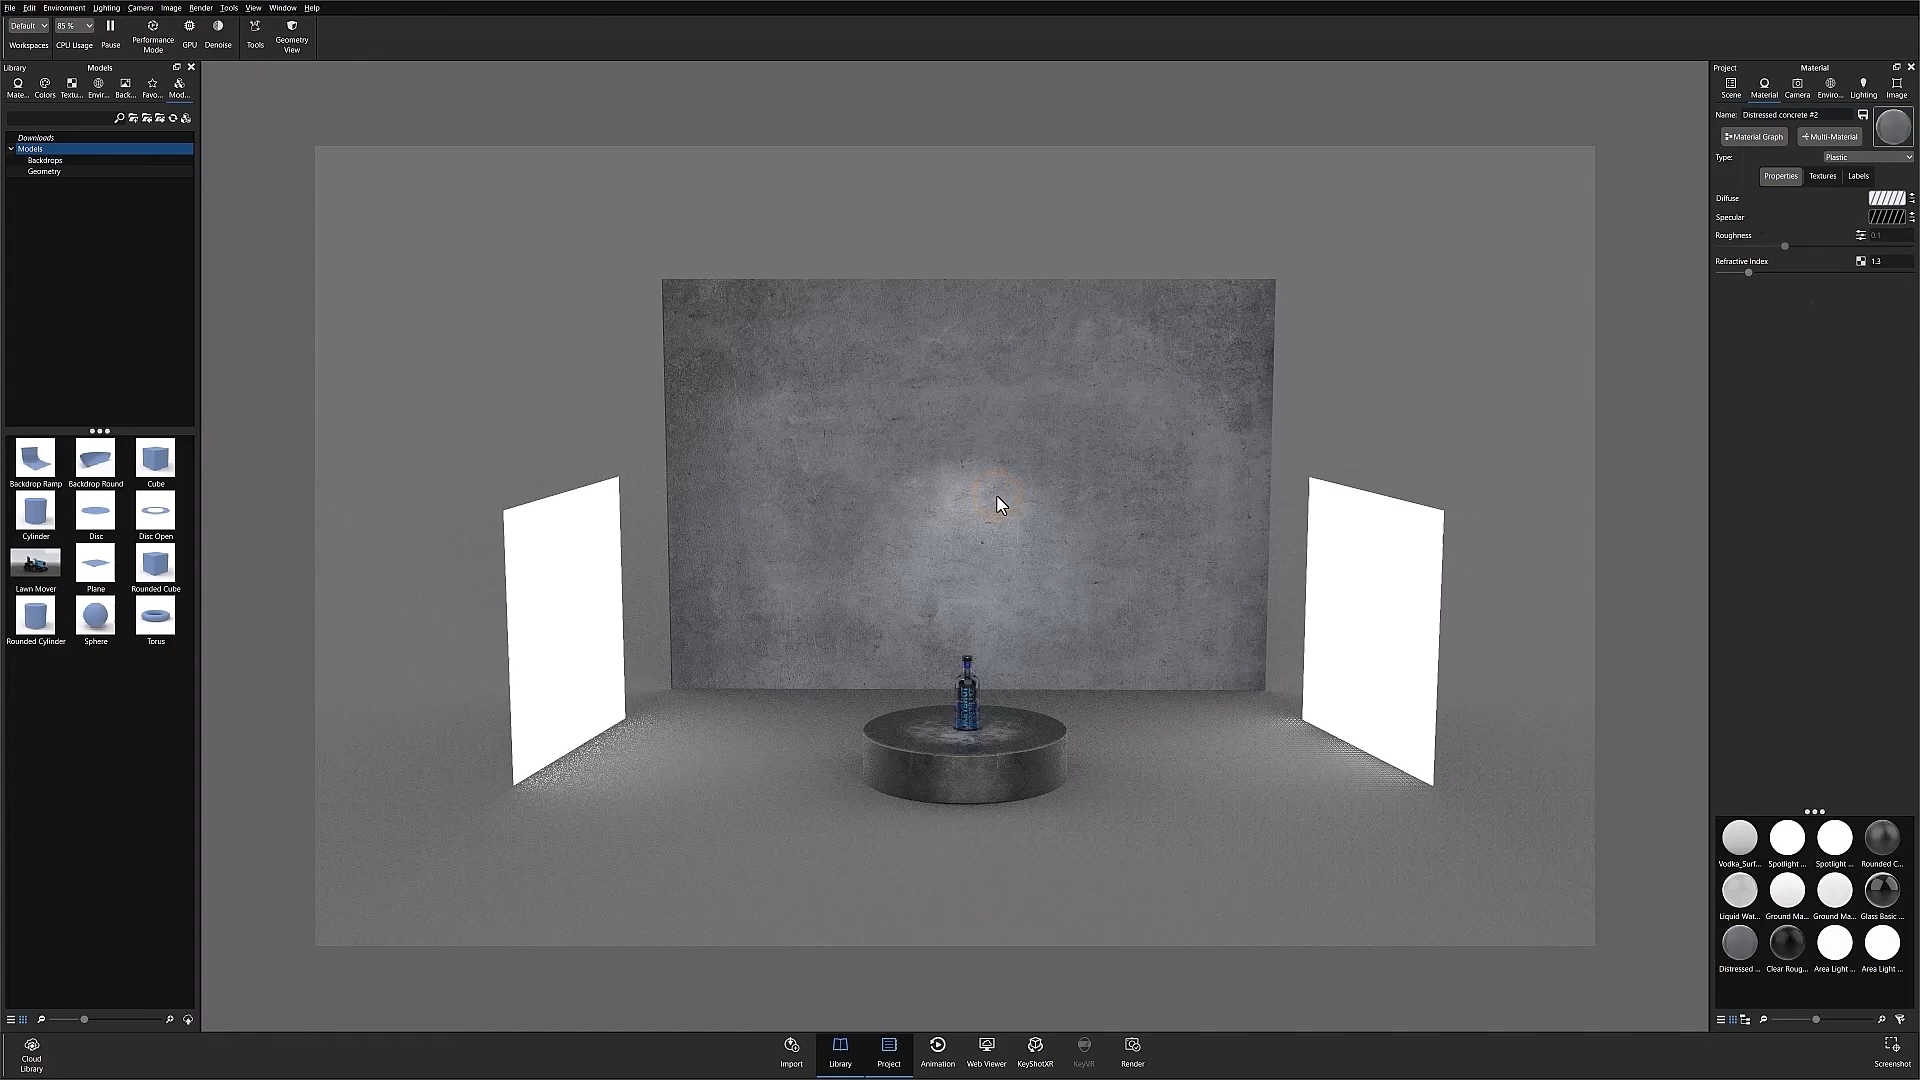 File Edit Environment Lighting Camera Image Render Tools View Window Help
Default 85 %
Workspaces CPU Usage Pause Performance Mode GPU Denoise Tools Geometry View
Library Models
Mate... Colors Textu... Envir... Back... Favo... Mod...
Downloads
Models
Backdrops
Geometry
Backdrop Ramp Backdrop Round Cube
Cylinder Disc Disc Open
Lawn Mover Plane Rounded Cube
Rounded Cylinder Sphere Torus
KEYSHOT
Project Material
Scene Material Camera Enviro... Lighting Image
Name: Distressed concrete #2
Material Graph Multi-Material
Type: Plastic
Properties Textures Labels
Diffuse
Specular
Roughness 0.1
Refractive Index 1.3
Vodka_Surf... Spotlight ... Spotlight ... Rounded C...
Liquid Wat... Ground Ma... Ground Ma... Glass Basic ...
Distressed ... Clear Roug... Area Light ... Area Light ...
Cloud Library
Import Library Project Animation Web Viewer KeyShotXR KeyVR Render
Screenshot